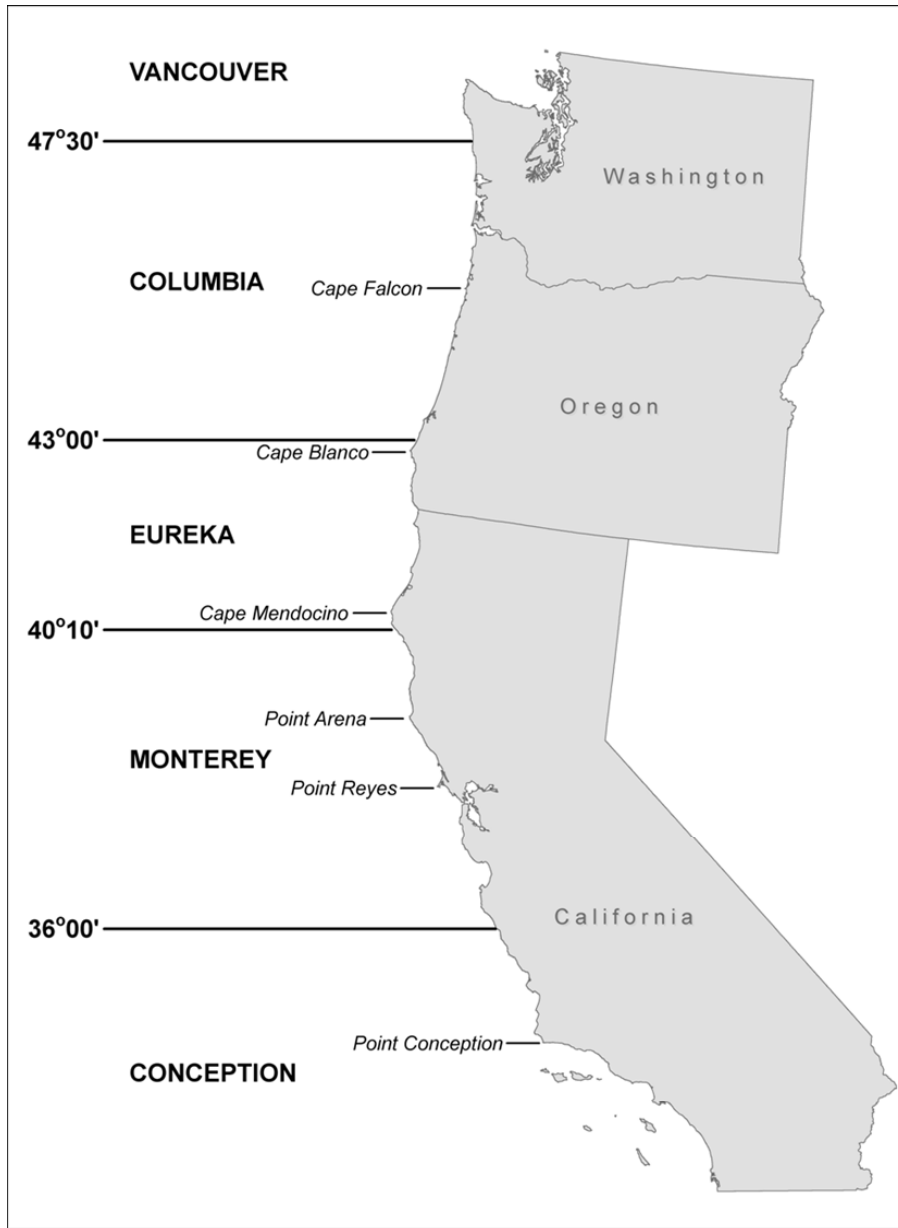 VANCOUVER
47°30'
Washington
COLUMBIA
Cape Falcon
Oregon
43°00'
Cape Blanco
EUREKA
Cape Mendocino
40°10'
Point Arena
MONTEREY
Point Reyes
California
36°00'
Point Conception
CONCEPTION